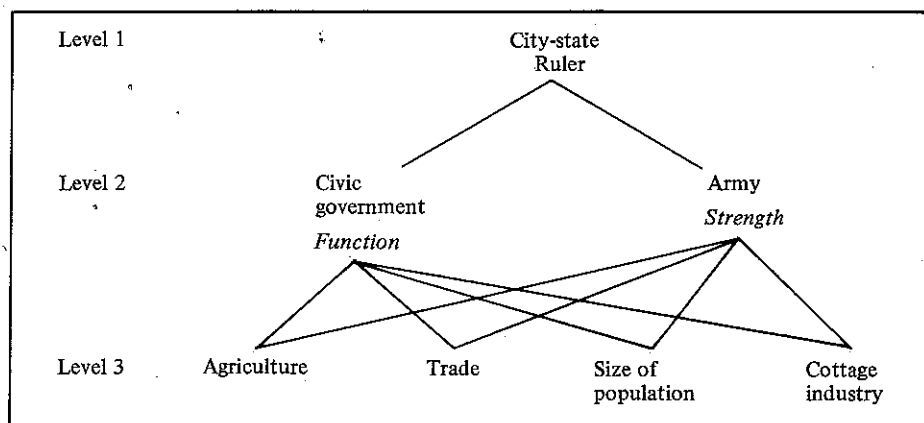 Level 1
City-state
Ruler
Level 2
Civic
government
Function
Army
Strength
Level 3
Agriculture
Trade
Size of
population
Cottage
industry